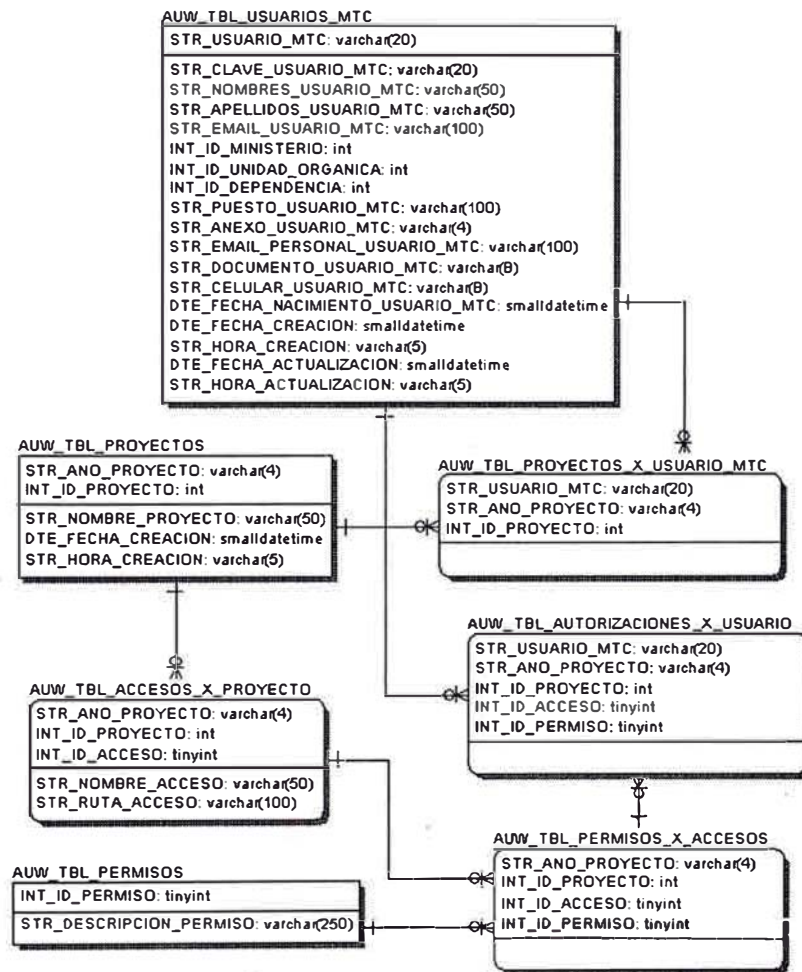 AUW_TBL_USUARIOS_MTC
STR_USUARIO_MTC: varchar(20)
STR_CLAVE_USUARIO_MTC: varchar(20)
STR_NOMBRES_USUARIO_MTC: varchar(50)
STR_APELLIDOS_USUARIO_MTC: varchar(50)
STR_EMAIL_USUARIO_MTC: varchar(100)
INT_ID_MINISTERIO: int
INT_ID_UNIDAD_ORGANICA: int
INT_ID_DEPENDENCIA: int
STR_PUESTO_USUARIO_MTC: varchar(100)
STR_ANEXO_USUARIO_MTC: varchar(4)
STR_EMAIL_PERSONAL_USUARIO_MTC: varchar(100)
STR_DOCUMENTO_USUARIO_MTC: varchar(8)
STR_CELULAR_USUARIO_MTC: varchar(8)
DTE_FECHA_NACIMIENTO_USUARIO_MTC: smalldatetime
DTE_FECHA_CREACION: smalldatetime
STR_HORA_CREACION: varchar(5)
DTE_FECHA_ACTUALIZACION: smalldatetime
STR_HORA_ACTUALIZACION: varchar(5)
AUW_TBL_PROYECTOS
STR_ANO_PROYECTO: varchar(4)
INT_ID_PROYECTO: int
STR_NOMBRE_PROYECTO: varchar(50)
DTE_FECHA_CREACION: smalldatetime
STR_HORA_CREACION: varchar(5)
AUW_TBL_PROYECTOS_X_USUARIO_MTC
STR_USUARIO_MTC: varchar(20)
STR_ANO_PROYECTO: varchar(4)
INT_ID_PROYECTO: int
AUW_TBL_AUTORIZACIONES_X_USUARIO
STR_USUARIO_MTC: varchar(20)
STR_ANO_PROYECTO: varchar(4)
INT_ID_PROYECTO: int
INT_ID_ACCESO: tinyint
INT_ID_PERMISO: tinyint
AUW_TBL_ACCESOS_X_PROYECTO
STR_ANO_PROYECTO: varchar(4)
INT_ID_PROYECTO: int
INT_ID_ACCESO: tinyint
STR_NOMBRE_ACCESO: varchar(50)
STR_RUTA_ACCESO: varchar(100)
AUW_TBL_PERMISOS_X_ACCESOS
STR_ANO_PROYECTO: varchar(4)
INT_ID_PROYECTO: int
INT_ID_ACCESO: tinyint
INT_ID_PERMISO: tinyint
AUW_TBL_PERMISOS
INT_ID_PERMISO: tinyint
STR_DESCRIPCION_PERMISO: varchar(250)